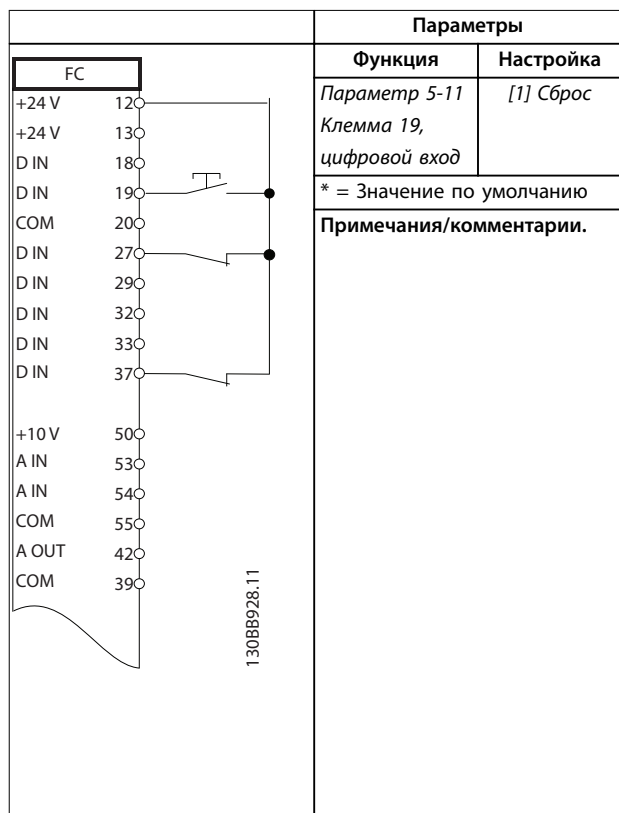 Параметры
Функция Настройка
Параметр 5-11 [1] Сброс
Клемма 19,
цифровой вход
* = Значение по умолчанию
Примечания/комментарии.
FC
+24 V 12
+24 V 13
D IN 18
D IN 19
COM 20
D IN 27
D IN 29
D IN 32
D IN 33
D IN 37
+10 V 50
A IN 53
A IN 54
COM 55
A OUT 42
COM 39
130BB928.11